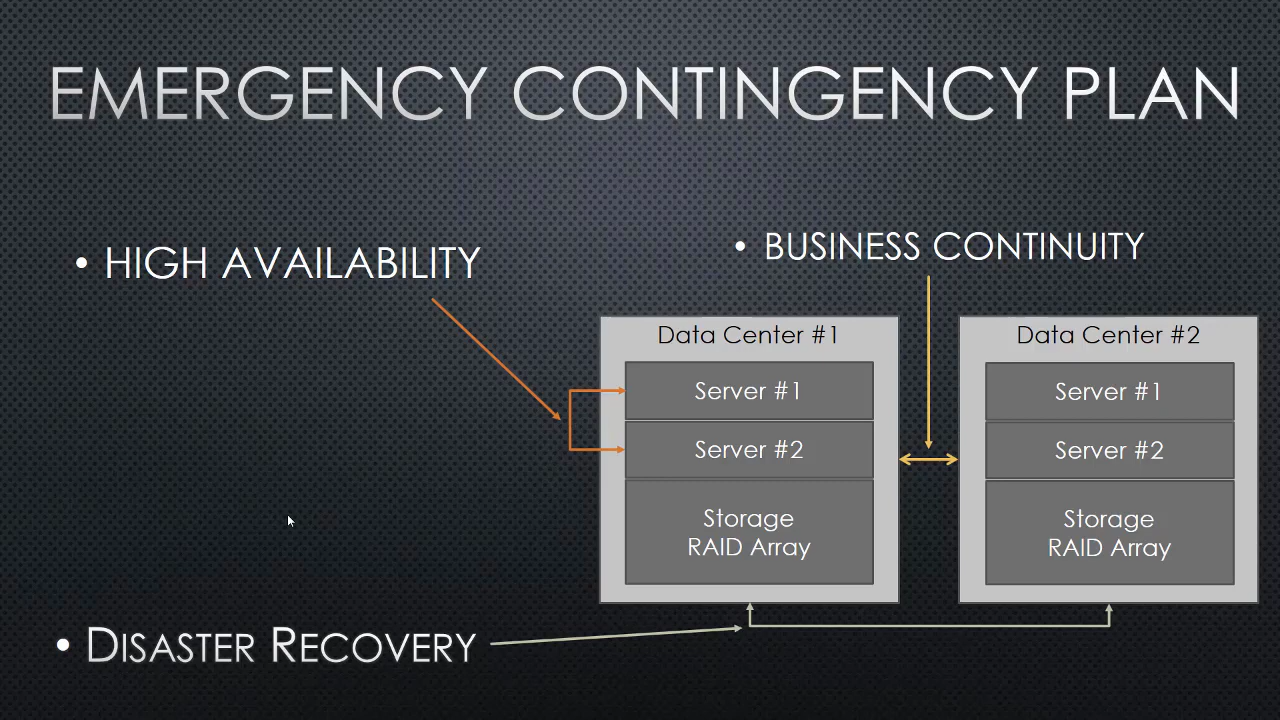 EMERGENCY CONTINGENCY PLAN
• HIGH AVAILABILITY
• BUSINESS CONTINUITY
Data Center #1
Server #1
Server #2
Storage
RAID Array
Data Center #2
Server #1
Server #2
Storage
RAID Array
• DISASTER RECOVERY